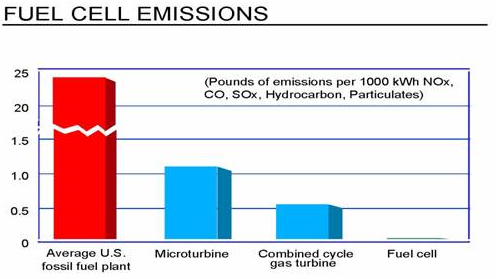 FUEL CELL EMISSIONS
(Pounds of emissions per 1000 kWh NOx,
CO, SOx, Hydrocarbon, Particulates)
25
20
1.5
1.0
0.5
0
Average U.S.
fossil fuel plant
Microturbine
Combined cycle
gas turbine
Fuel cell